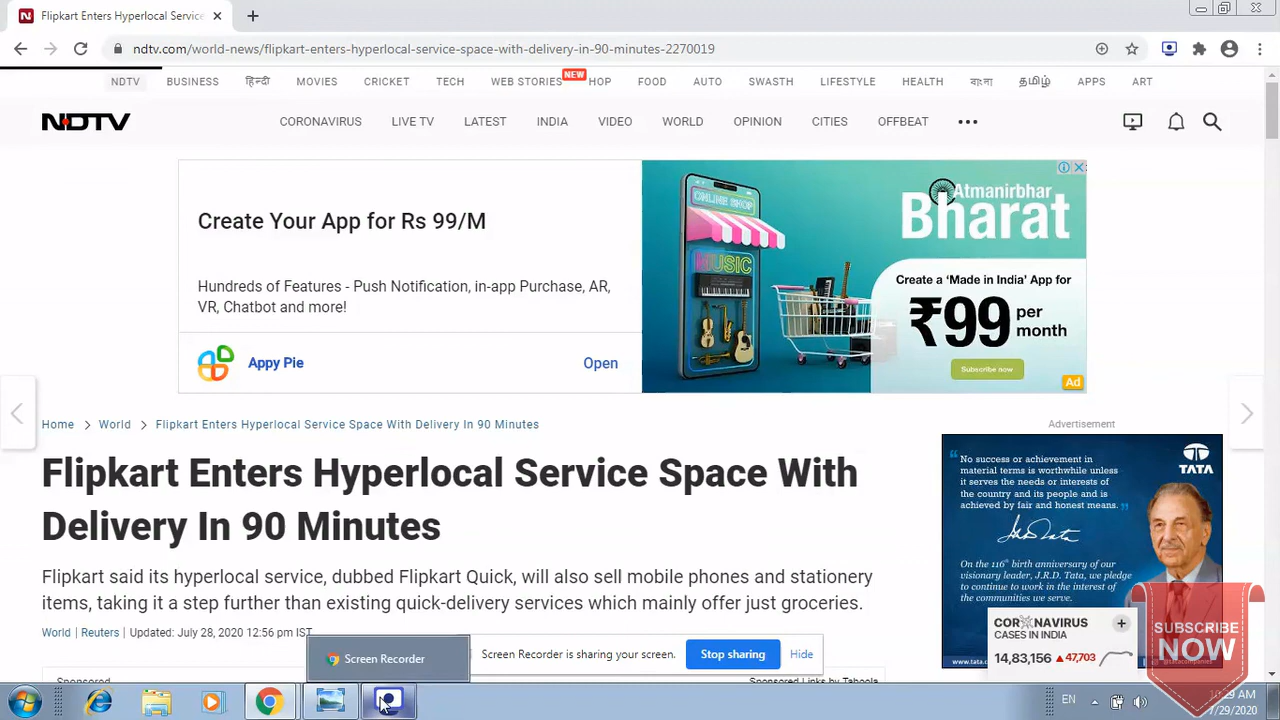 Flipkart Enters Hyperlocal Service
ndtv.com/world-news/flipkart-enters-hyperlocal-service-space-with-delivery-in-90-minutes-2270019
NDTV BUSINESS हिन्दी MOVIES CRICKET TECH WEB STORIES NEW HOP FOOD AUTO SWASTH LIFESTYLE HEALTH বাংলা தமிழ் APPS ART
NDTV CORONAVIRUS LIVE TV LATEST INDIA VIDEO WORLD OPINION CITIES OFFBEAT
Create Your App for Rs 99/M
Hundreds of Features - Push Notification, in-app Purchase, AR,
VR, Chatbot and more!
Appy Pie
Open
ONLINE SHOP
MUSIC
Atmanirbhar
Bharat
Create a ‘Made in India’ App for
₹99 per
month
Subscribe now
Ad
Home > World > Flipkart Enters Hyperlocal Service Space With Delivery In 90 Minutes
Flipkart Enters Hyperlocal Service Space With
Delivery In 90 Minutes
Flipkart said its hyperlocal service, dubbed Flipkart Quick, will also sell mobile phones and stationery
items, taking it a step further than existing quick-delivery services which mainly offer just groceries.
World | Reuters | Updated: July 28, 2020 12:56 pm IST
Advertisement
TATA
No success or achievement in
material terms is worthwhile unless
it serves the needs or interests of
the country and its people and is
achieved by fair and honest means.
On the 116th birth anniversary of our
visionary leader, J.R.D. Tata, we pledge
to continue to work in the interest of
the communities we serve.
CORONAVIRUS
CASES IN INDIA
14,83,156 ▲47,703
SUBSCRIBE
NOW
Screen Recorder
Screen Recorder is sharing your screen. Stop sharing Hide
Sponsored
Sponsored Links by Taboola
EN
7/29/2020